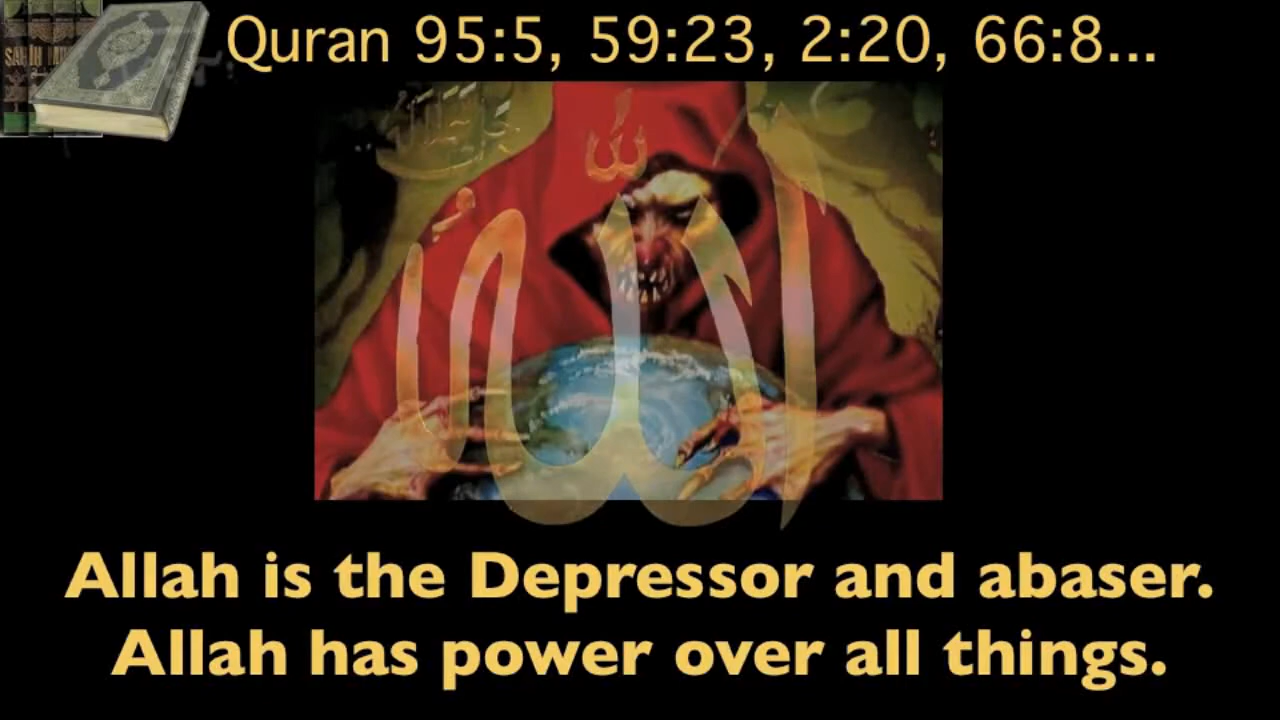 Quran 95:5, 59:23, 2:20, 66:8...
الله
Allah is the Depressor and abaser.
Allah has power over all things.